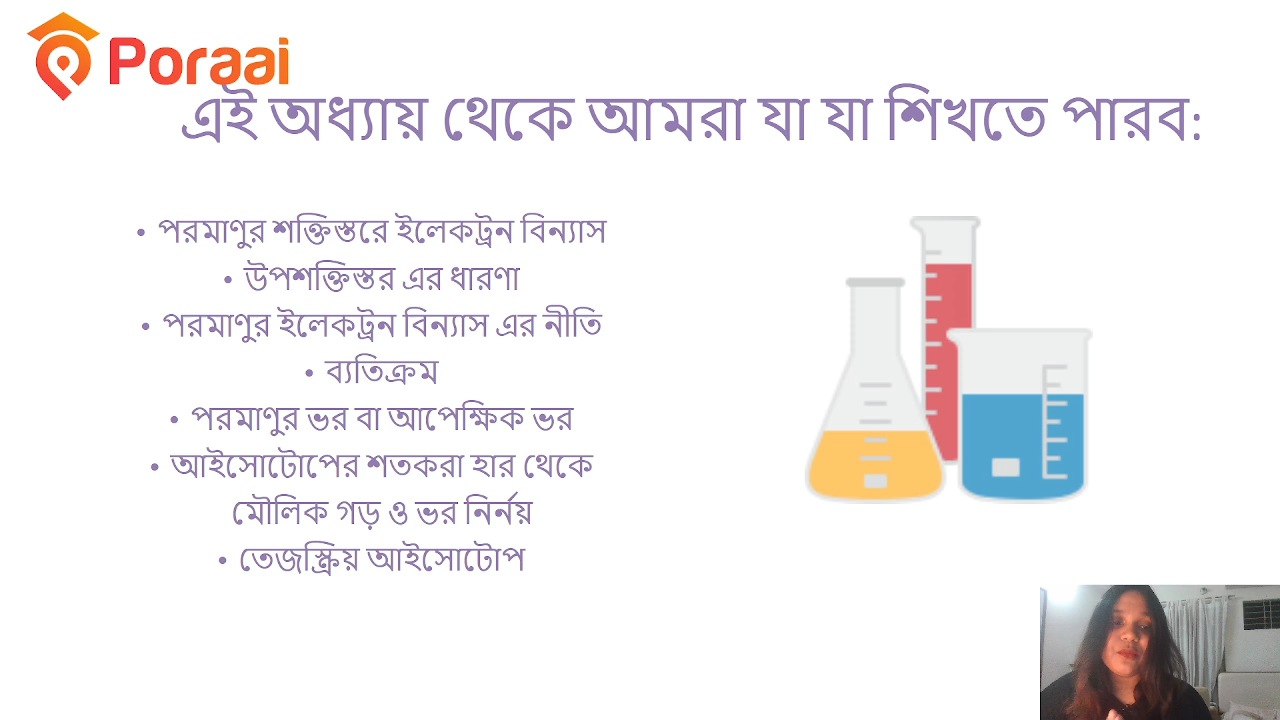 Poraai
এই অধ্যায় থেকে আমরা যা যা শিখতে পারব:
• পরমাণুর শক্তিস্তরে ইলেকট্রন বিন্যাস
• উপশক্তিস্তর এর ধারণা
• পরমাণুর ইলেকট্রন বিন্যাস এর নীতি
• ব্যতিক্রম
• পরমাণুর ভর বা আপেক্ষিক ভর
• আইসোটোপের শতকরা হার থেকে
মৌলিক গড় ও ভর নির্নয়
• তেজস্ক্রিয় আইসোটোপ